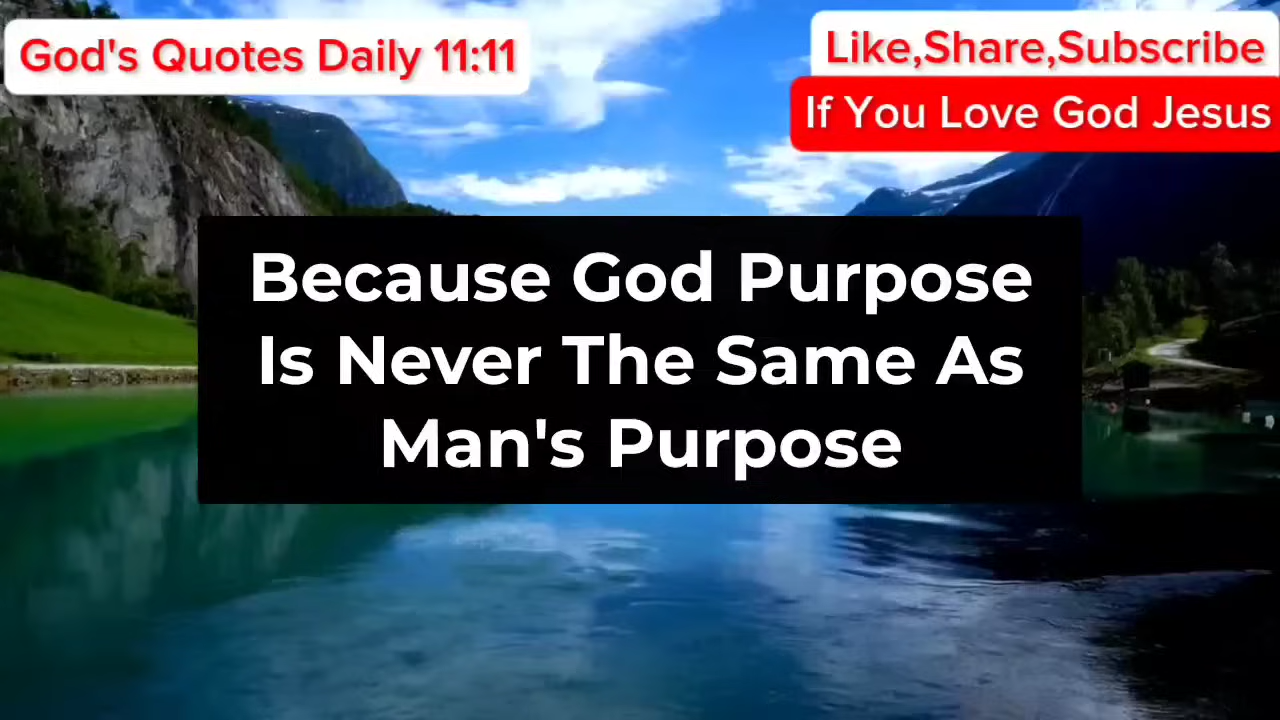 God's Quotes Daily 11:11
Like,Share,Subscribe
If You Love God Jesus
Because God Purpose
Is Never The Same As
Man's Purpose